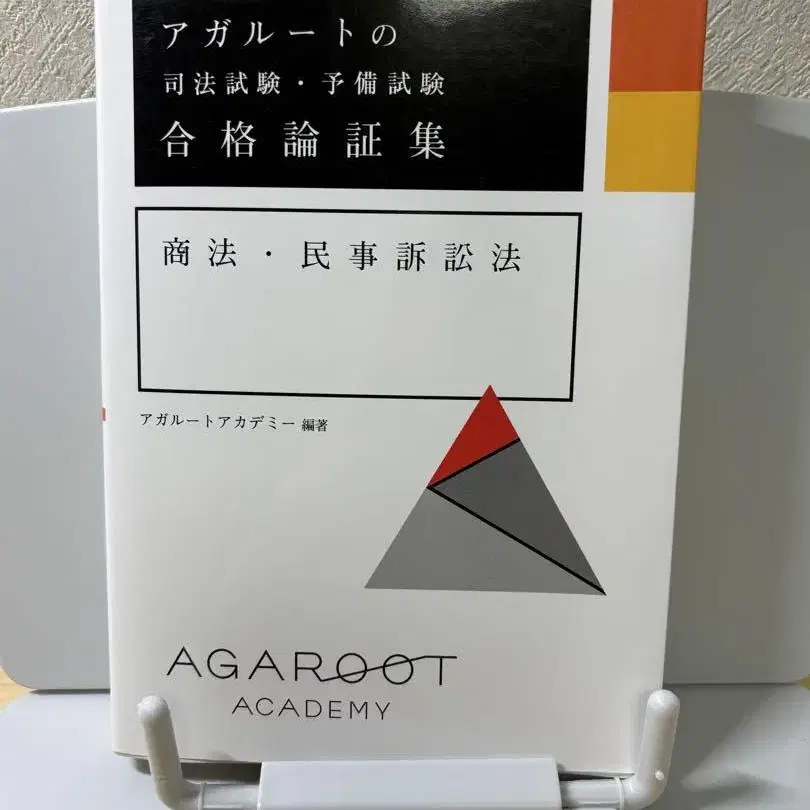 アガルートの
司法試験・予備試験
合格論証集
商法・民事訴訟法
アガルートアカデミー 編著
AGAROOT
ACADEMY